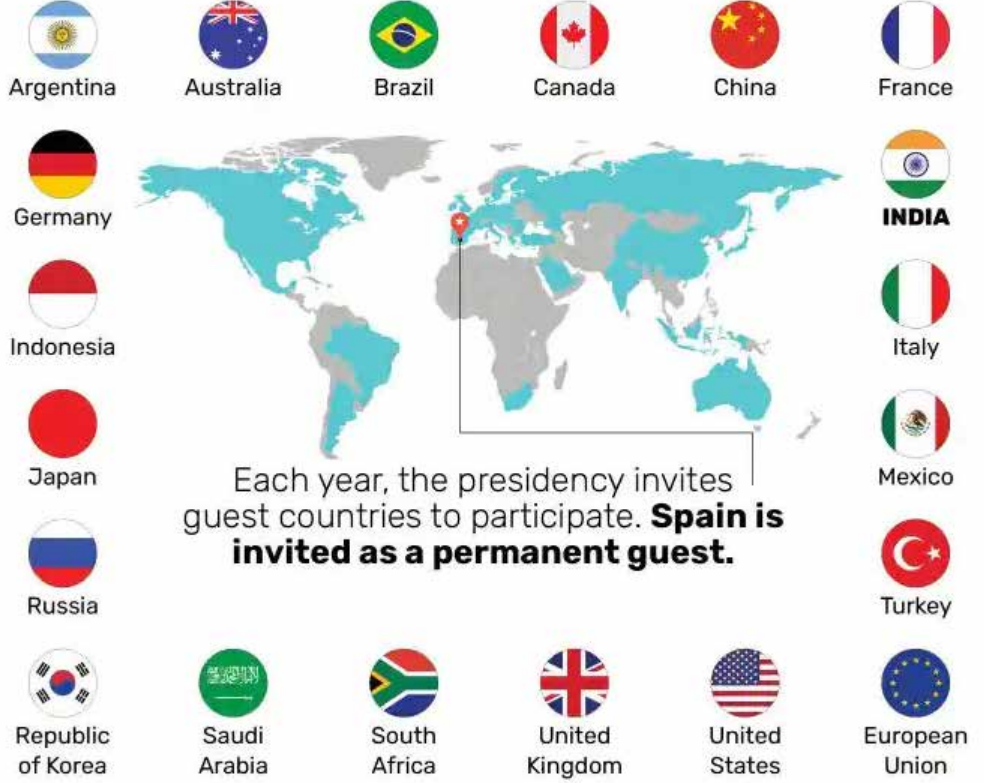 Argentina
Australia
Brazil
Canada
China
France
Germany
INDIA
Indonesia
Italy
Japan
Mexico
Each year, the presidency invites
guest countries to participate. Spain is
invited as a permanent guest.
Russia
Turkey
Republic
of Korea
Saudi
Arabia
South
Africa
United
Kingdom
United
States
European
Union